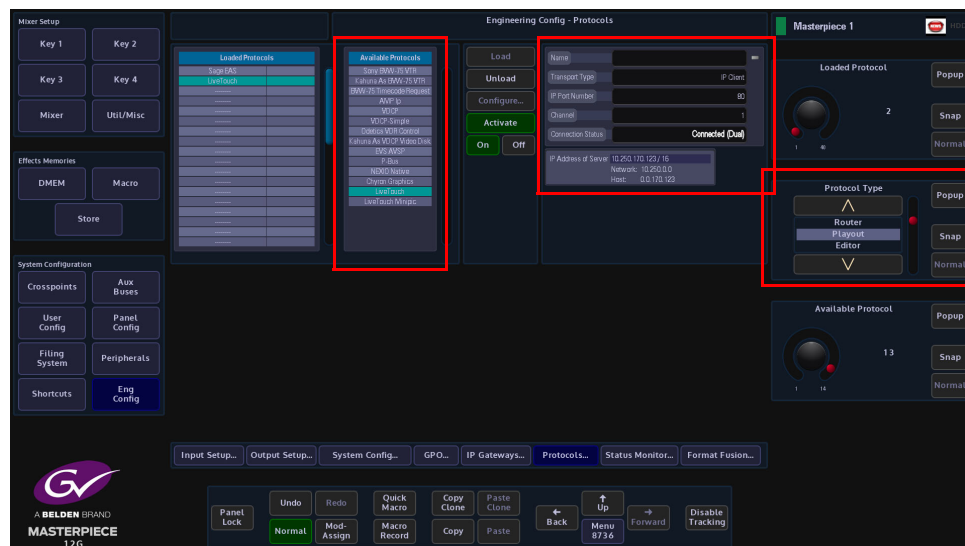 Mixer Setup
Key 1
Key 2
Key 3
Key 4
Mixer
Util/Misc
Effects Memories
DMEM
Macro
Store
System Configuration
Crosspoints
Aux
Buses
User
Config
Panel
Config
Filing
System
Peripherals
Shortcuts
Eng
Config
A BELDEN BRAND
MASTERPIECE
12G
Engineering Config - Protocols
Loaded Protocols
Sage EAS
LiveTouch
Available Protocols
Sony BVW-75 VTR
Kahuna As BVW-75 VTR
BVW-75 Timecode Request
AMP Ip
VDCP
VDCP-Simple
Odetics VDR Control
Kahuna As VDCP Video Disk
EVS AVSP
P-Bus
NEXIO Native
Chyron Graphics
LiveTouch
LiveTouch Minipic
Load
Unload
Configure...
Activate
On
Off
Name
Transport Type
IP Client
IP Port Number
80
Channel
1
Connection Status
Connected (Dual)
IP Address of Server 10.250.170.123 / 16
Network: 10.250.0.0
Host: 0.0.170.123
Masterpiece 1
HDD
Loaded Protocol
2
1
40
Popup
Snap
Normal
Protocol Type
Router
Playout
Editor
Popup
Snap
Normal
Available Protocol
13
1
14
Popup
Snap
Normal
Input Setup...
Output Setup...
System Config...
GPO...
IP Gateways...
Protocols...
Status Monitor...
Format Fusion...
Panel
Lock
Undo
Redo
Normal
Mod-
Assign
Quick
Macro
Macro
Record
Copy
Clone
Paste
Clone
Copy
Paste
Back
Up
Menu
8736
Forward
Disable
Tracking